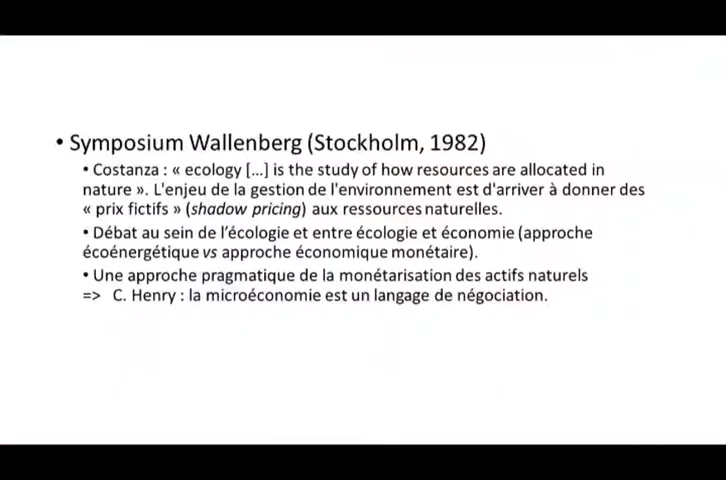 • Symposium Wallenberg (Stockholm, 1982)
• Costanza : « ecology [...] is the study of how resources are allocated in
nature ». L'enjeu de la gestion de l'environnement est d'arriver à donner des
« prix fictifs » (shadow pricing) aux ressources naturelles.
• Débat au sein de l'écologie et entre écologie et économie (approche
écoénergétique vs approche économique monétaire).
• Une approche pragmatique de la monétarisation des actifs naturels
=> C. Henry : la microéconomie est un langage de négociation.